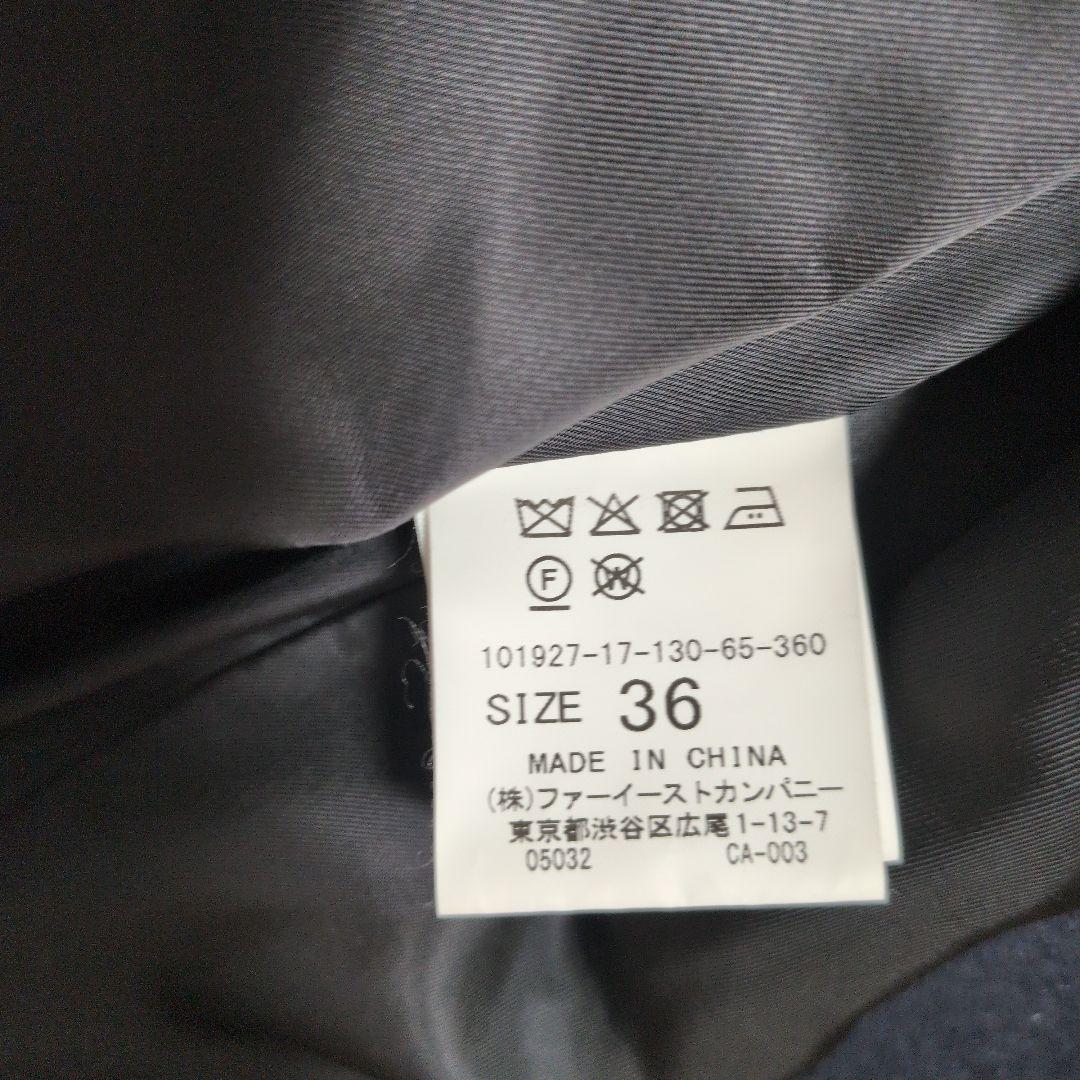 F W
101927-17-130-65-360
SIZE 36
MADE IN CHINA
(株)ファーイーストカンパニー
東京都渋谷区広尾1-13-7
05032 CA-003